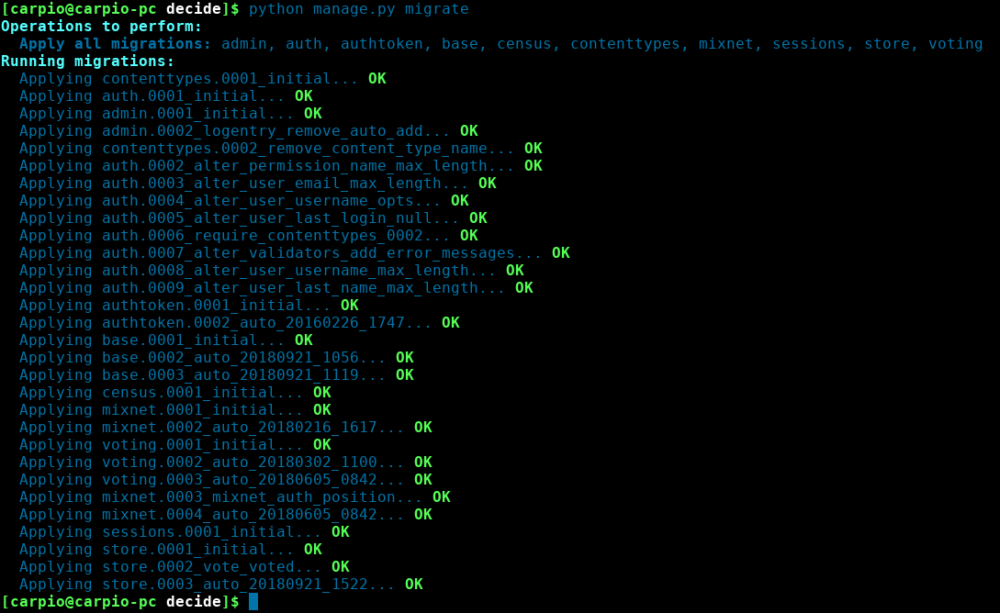 [carpio@carpio-pc decide]$ python manage.py migrate
Operations to perform:
  Apply all migrations: admin, auth, authtoken, base, census, contenttypes, mixnet, sessions, store, voting
Running migrations:
  Applying contenttypes.0001_initial... OK
  Applying auth.0001_initial... OK
  Applying admin.0001_initial... OK
  Applying admin.0002_logentry_remove_auto_add... OK
  Applying contenttypes.0002_remove_content_type_name... OK
  Applying auth.0002_alter_permission_name_max_length... OK
  Applying auth.0003_alter_user_email_max_length... OK
  Applying auth.0004_alter_user_username_opts... OK
  Applying auth.0005_alter_user_last_login_null... OK
  Applying auth.0006_require_contenttypes_0002... OK
  Applying auth.0007_alter_validators_add_error_messages... OK
  Applying auth.0008_alter_user_username_max_length... OK
  Applying auth.0009_alter_user_last_name_max_length... OK
  Applying authtoken.0001_initial... OK
  Applying authtoken.0002_auto_20160226_1747... OK
  Applying base.0001_initial... OK
  Applying base.0002_auto_20180921_1056... OK
  Applying base.0003_auto_20180921_1119... OK
  Applying census.0001_initial... OK
  Applying mixnet.0001_initial... OK
  Applying mixnet.0002_auto_20180216_1617... OK
  Applying voting.0001_initial... OK
  Applying voting.0002_auto_20180302_1100... OK
  Applying voting.0003_auto_20180605_0842... OK
  Applying mixnet.0003_mixnet_auth_position... OK
  Applying mixnet.0004_auto_20180605_0842... OK
  Applying sessions.0001_initial... OK
  Applying store.0001_initial... OK
  Applying store.0002_vote_voted... OK
  Applying store.0003_auto_20180921_1522... OK
[carpio@carpio-pc decide]$